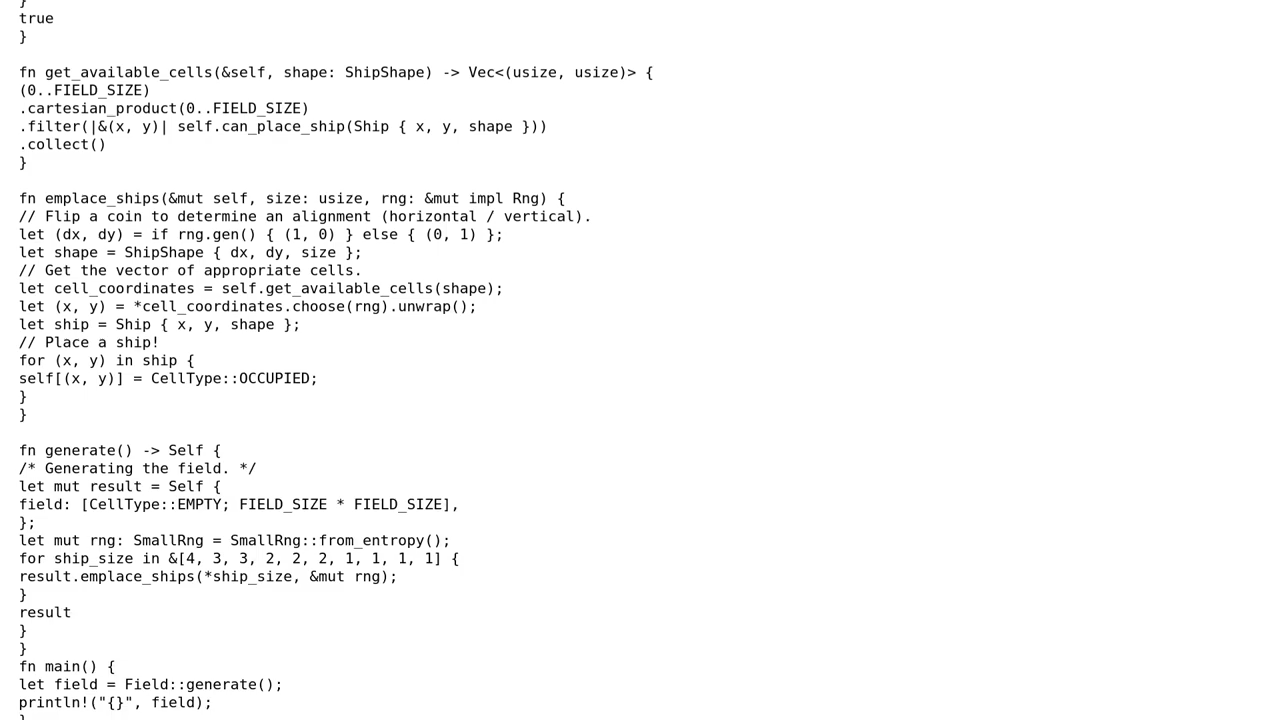 }
true
}

fn get_available_cells(&self, shape: ShipShape) -> Vec<(usize, usize)> {
(0..FIELD_SIZE)
.cartesian_product(0..FIELD_SIZE)
.filter(|&(x, y)| self.can_place_ship(Ship { x, y, shape }))
.collect()
}

fn emplace_ships(&mut self, size: usize, rng: &mut impl Rng) {
// Flip a coin to determine an alignment (horizontal / vertical).
let (dx, dy) = if rng.gen() { (1, 0) } else { (0, 1) };
let shape = ShipShape { dx, dy, size };
// Get the vector of appropriate cells.
let cell_coordinates = self.get_available_cells(shape);
let (x, y) = *cell_coordinates.choose(rng).unwrap();
let ship = Ship { x, y, shape };
// Place a ship!
for (x, y) in ship {
self[(x, y)] = CellType::OCCUPIED;
}
}

fn generate() -> Self {
/* Generating the field. */
let mut result = Self {
field: [CellType::EMPTY; FIELD_SIZE * FIELD_SIZE],
};
let mut rng: SmallRng = SmallRng::from_entropy();
for ship_size in &[4, 3, 3, 2, 2, 2, 1, 1, 1, 1] {
result.emplace_ships(*ship_size, &mut rng);
}
result
}
}
fn main() {
let field = Field::generate();
println!("{}", field);
}